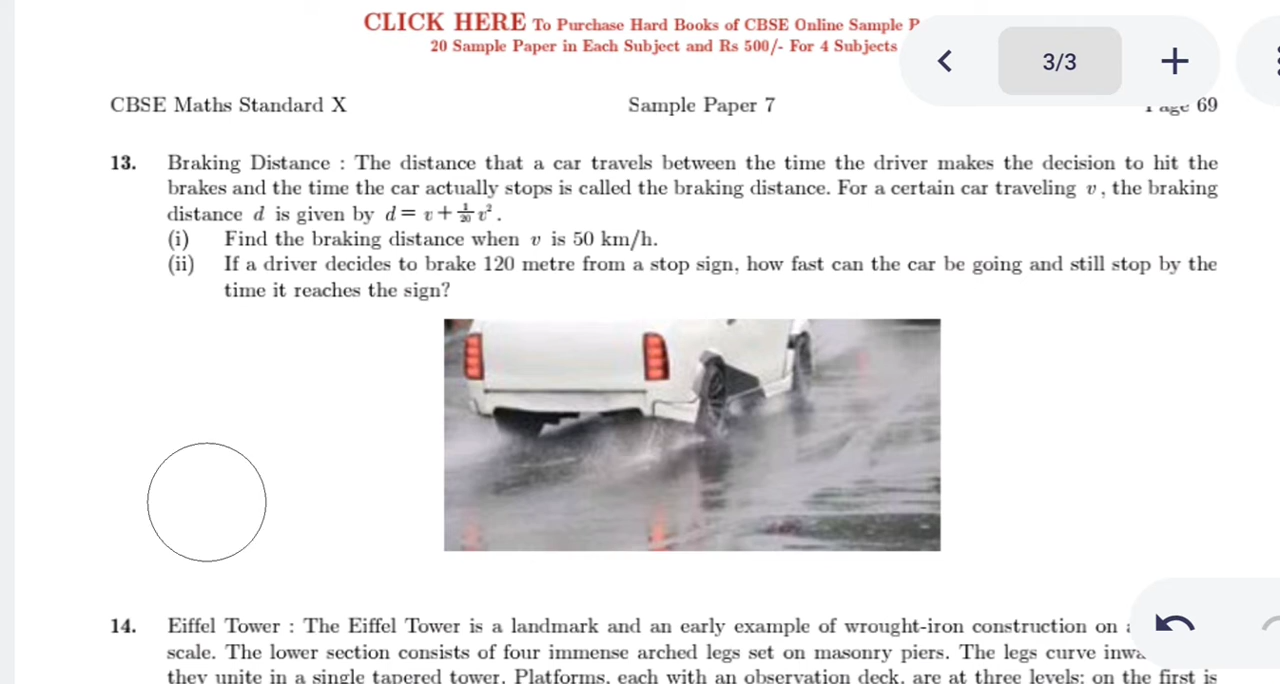 CLICK HERE To Purchase Hard Books of CBSE Online Sample
20 Sample Paper in Each Subject and Rs 500/- For 4 Subjects
3/3
CBSE Maths Standard X Sample Paper 7 Page 69
13. Braking Distance : The distance that a car travels between the time the driver makes the decision to hit the
brakes and the time the car actually stops is called the braking distance. For a certain car traveling v, the braking
distance d is given by d = v + 1/20 v².
(i) Find the braking distance when v is 50 km/h.
(ii) If a driver decides to brake 120 metre from a stop sign, how fast can the car be going and still stop by the
time it reaches the sign?
14. Eiffel Tower : The Eiffel Tower is a landmark and an early example of wrought-iron construction on
scale. The lower section consists of four immense arched legs set on masonry piers. The legs curve
they unite in a single tapered tower. Platforms, each with an observation deck, are at three levels: on the first is